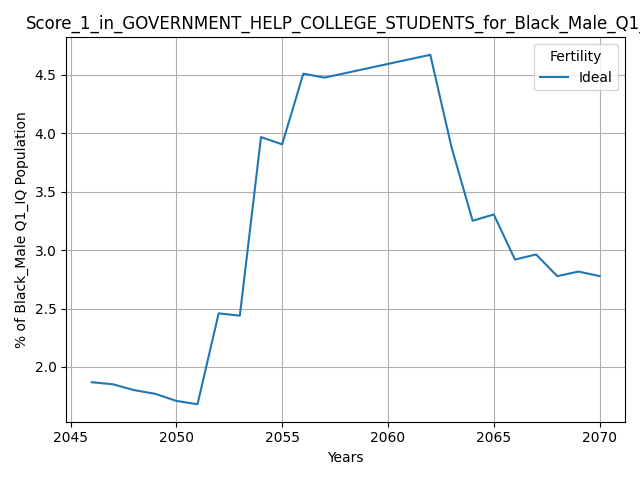 Score_1_in_GOVERNMENT_HELP_COLLEGE_STUDENTS_for_Black_Male_Q1_
Fertility
Ideal
% of Black_Male Q1_IQ Population
4.5
4.0
3.5
3.0
2.5
2.0
2045 2050 2055 2060 2065 2070
Years